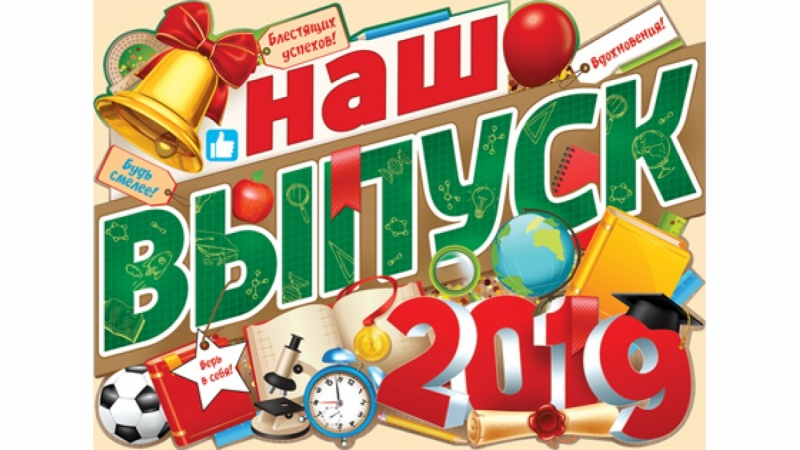 Блестящих
успехов!
Вдохновения!
наш
Будь
смелее!
ВЫПУСК
2019
Верь
в себя!